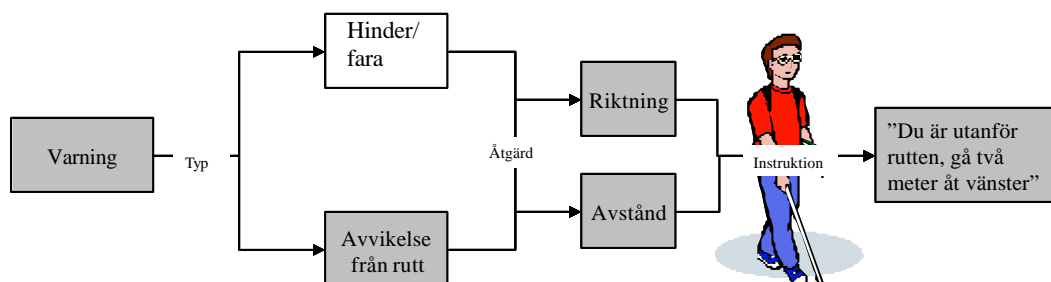 Varning
Typ
Hinder/
fara
Avvikelse
från rutt
Åtgärd
Riktning
Avstånd
Instruktion
”Du är utanför
rutten, gå två
meter åt vänster”